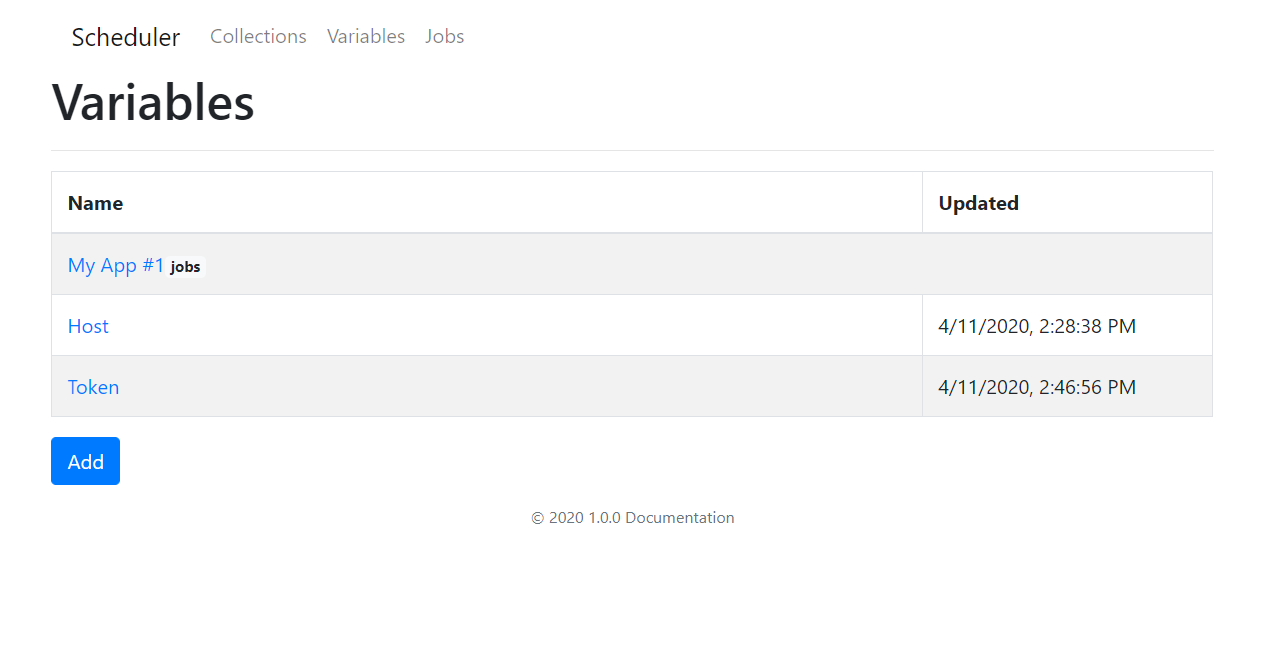 Scheduler Collections Variables Jobs
Variables
Name Updated
My App #1 jobs
Host 4/11/2020, 2:28:38 PM
Token 4/11/2020, 2:46:56 PM
Add
© 2020 1.0.0 Documentation